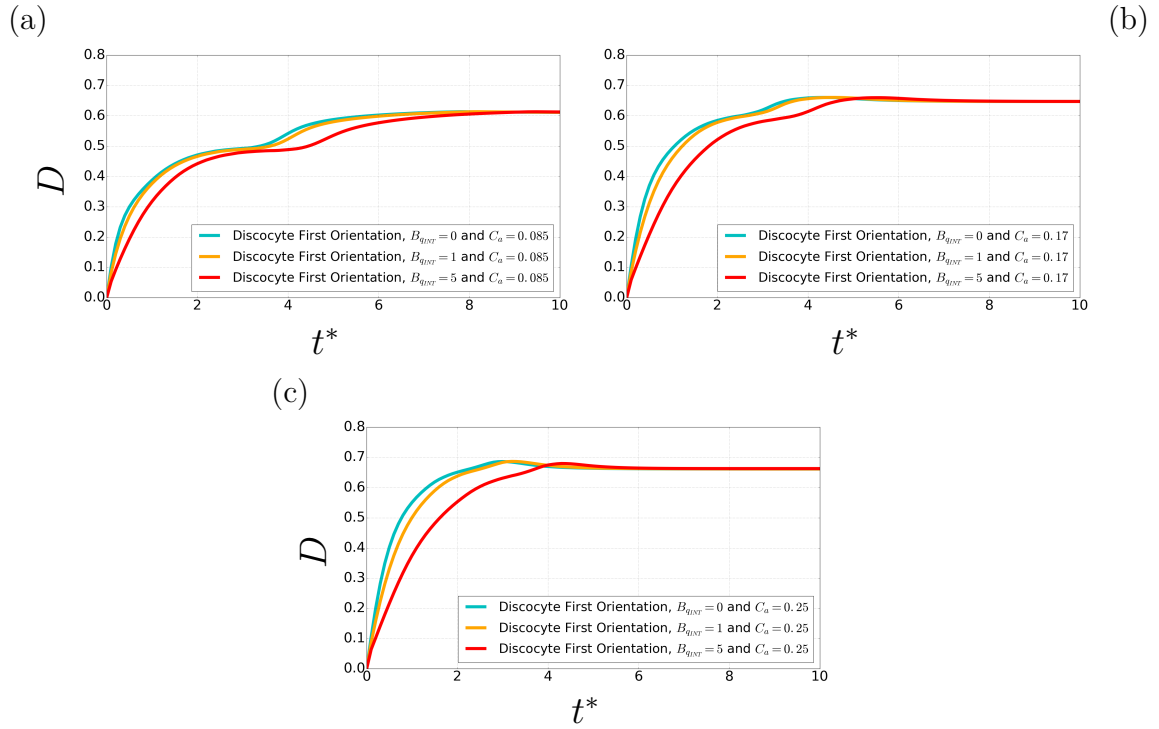 (a)
(b)
0.8
0.7
0.6
0.5
0.4
0.3
0.2
0.1
0.0
D
Discocyte First Orientation, B_{q_{INT}} = 0 and C_a = 0.085
Discocyte First Orientation, B_{q_{INT}} = 1 and C_a = 0.085
Discocyte First Orientation, B_{q_{INT}} = 5 and C_a = 0.085
0 2 4 6 8 10
t*
0.8
0.7
0.6
0.5
0.4
0.3
0.2
0.1
0.0
Discocyte First Orientation, B_{q_{INT}} = 0 and C_a = 0.17
Discocyte First Orientation, B_{q_{INT}} = 1 and C_a = 0.17
Discocyte First Orientation, B_{q_{INT}} = 5 and C_a = 0.17
0 2 4 6 8 10
t*
(c)
0.8
0.7
0.6
0.5
0.4
0.3
0.2
0.1
0.0
D
Discocyte First Orientation, B_{q_{INT}} = 0 and C_a = 0.25
Discocyte First Orientation, B_{q_{INT}} = 1 and C_a = 0.25
Discocyte First Orientation, B_{q_{INT}} = 5 and C_a = 0.25
0 2 4 6 8 10
t*